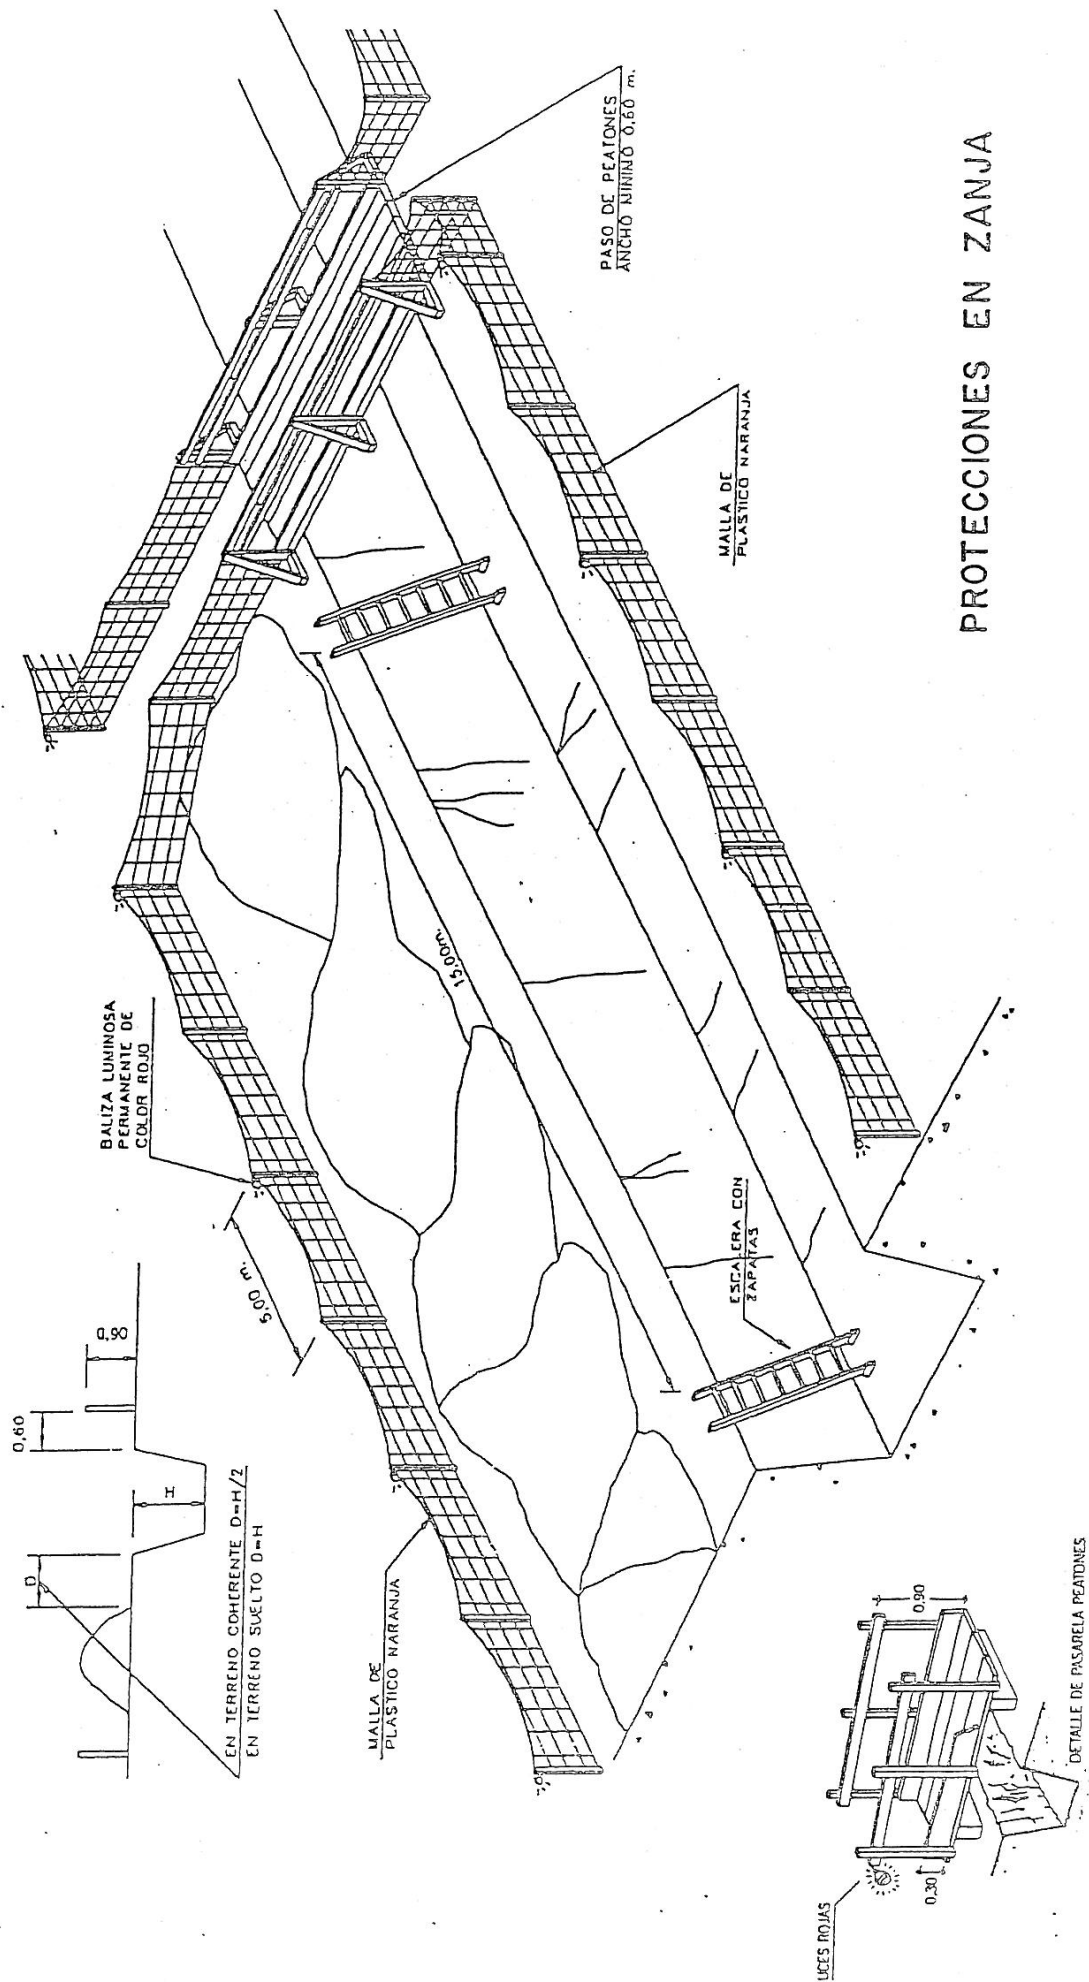 0,60
0,90
H
D
EN TERRENO COHERENTE D=H/2
EN TERRENO SUELTO D=H
BALIZA LUMINOSA
PERMANENTE DE
COLOR ROJO
5,00 m.
MALLA DE
PLASTICO NARANJA
15,00m.
ESCALERA CON
ZAPATAS
MALLA DE
PLASTICO NARANJA
PASO DE PEATONES
ANCHO MININO 0,60 m.
LUCES ROJAS
0,30
0,90
DETALLE DE PASARELA PEATONES
PROTECCIONES EN ZANJA